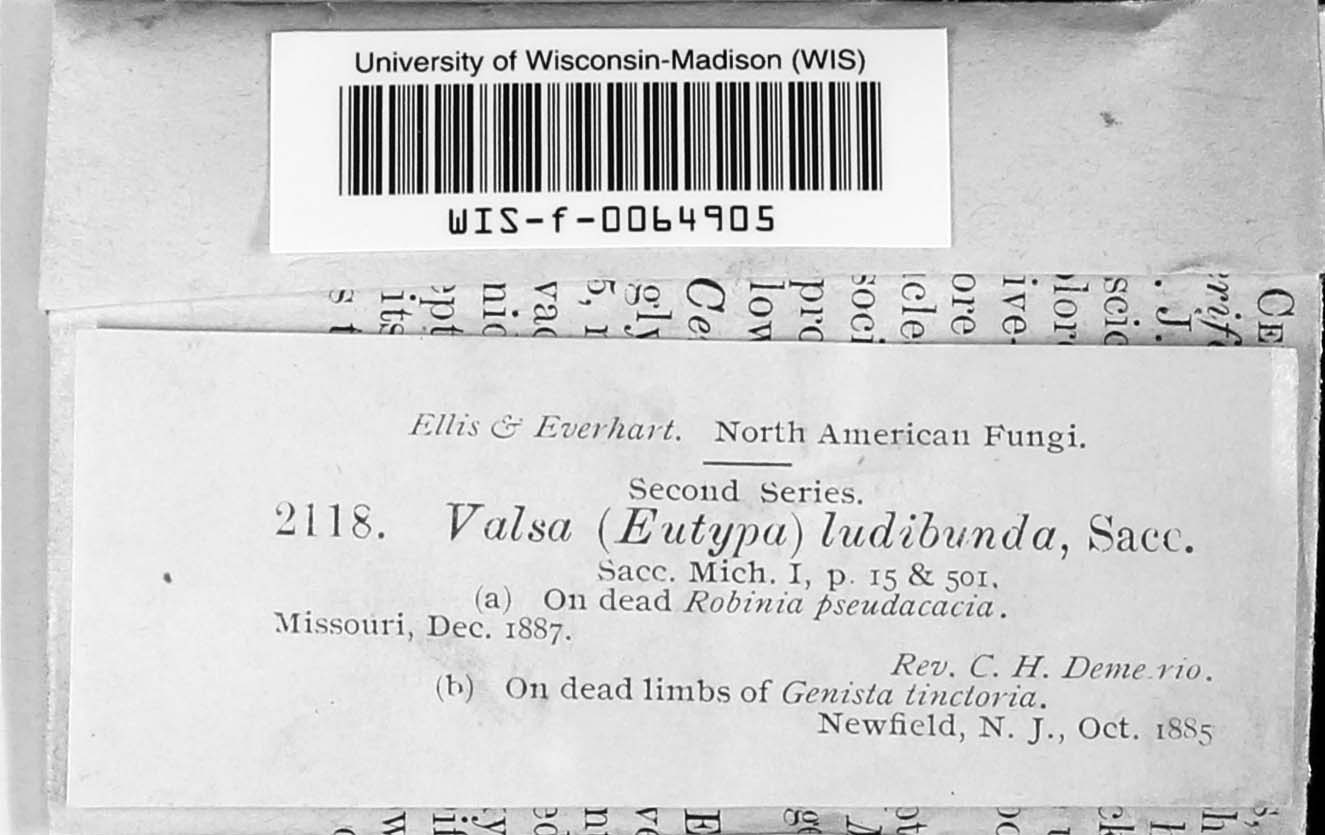 University of Wisconsin-Madison (WIS)
WIS-f-0064905
Ellis & Everhart. North American Fungi.
Second Series.
2118. Valsa (Eutypa) ludibunda, Sacc.
Sacc. Mich. I, p. 15 & 501.
(a) On dead Robinia pseudacacia.
Missouri, Dec. 1887.
Rev. C. H. Deme rio.
(b) On dead limbs of Genista tinctoria.
Newfield, N. J., Oct. 1885